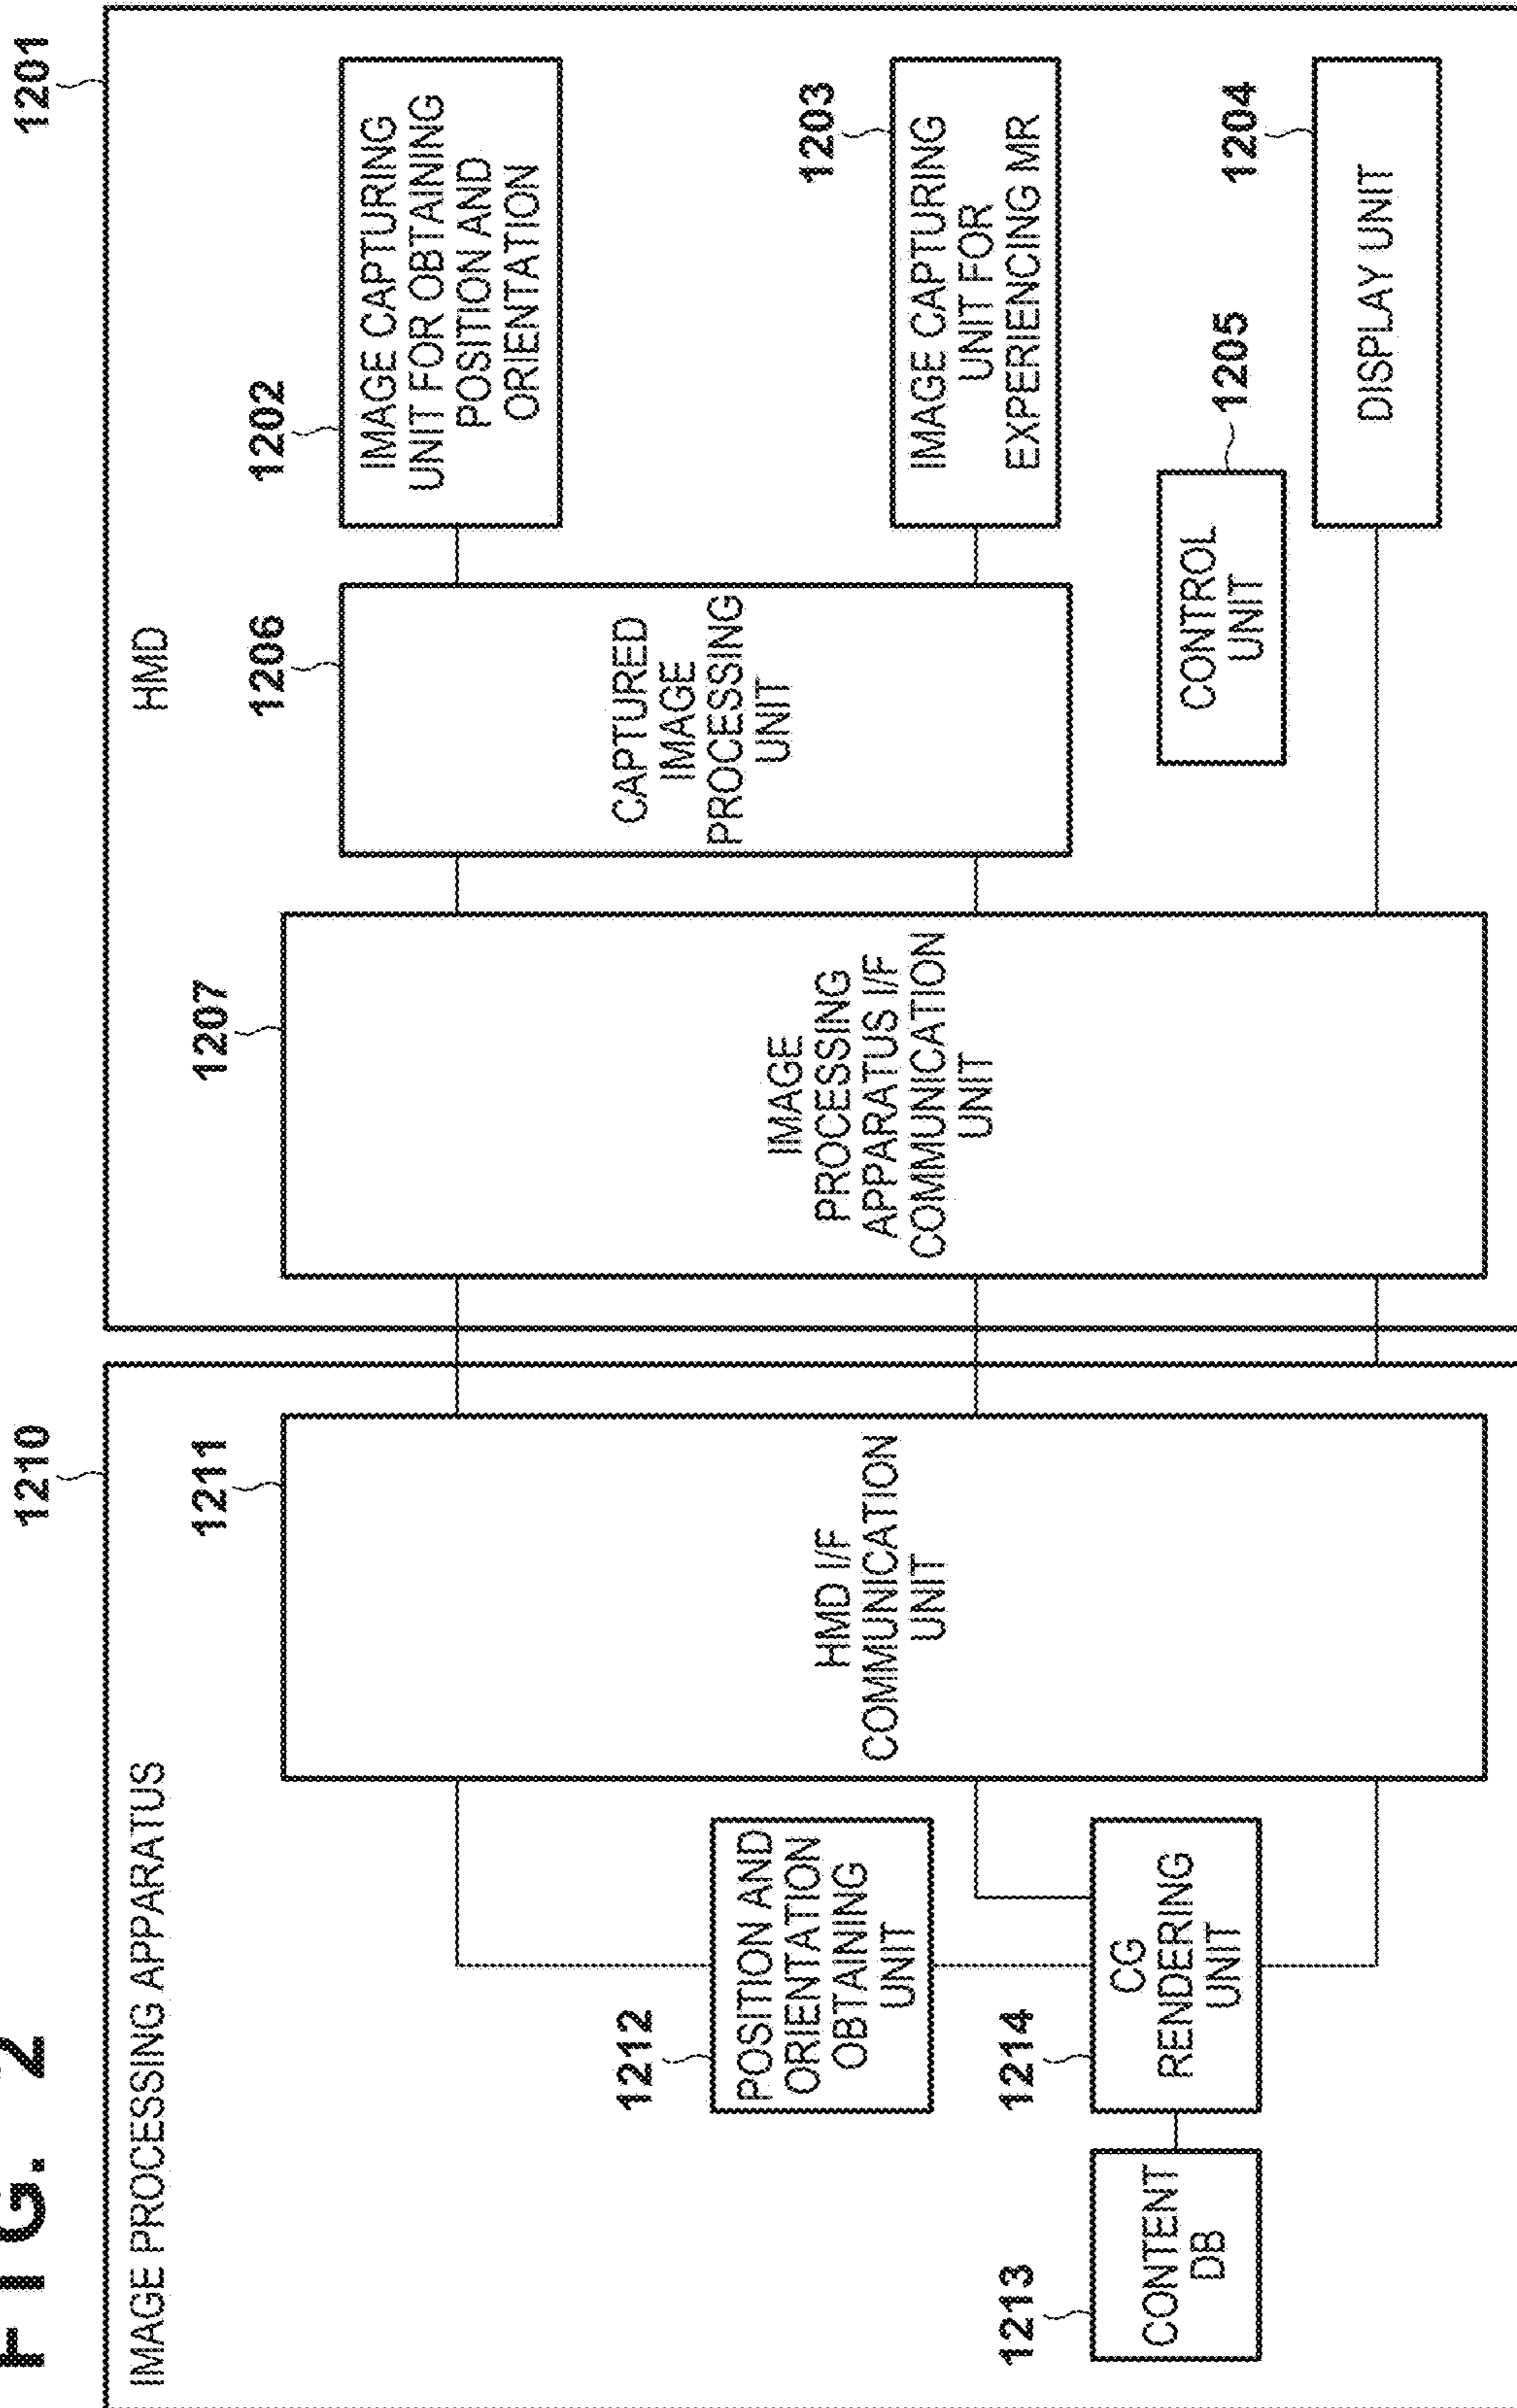 FIG. 2
1210
IMAGE PROCESSING APPARATUS
1211
HMD I/F
COMMUNICATION
UNIT
1212
POSITION AND
ORIENTATION
OBTAINING
UNIT
1214
CG
RENDERING
UNIT
1213
CONTENT
DB
1201
HMD
1207
IMAGE
PROCESSING
APPARATUS I/F
COMMUNICATION
UNIT
1206
CAPTURED
IMAGE
PROCESSING
UNIT
1202
IMAGE CAPTURING
UNIT FOR OBTAINING
POSITION AND
ORIENTATION
1203
IMAGE CAPTURING
UNIT FOR
EXPERIENCING MR
1205
CONTROL
UNIT
1204
DISPLAY UNIT